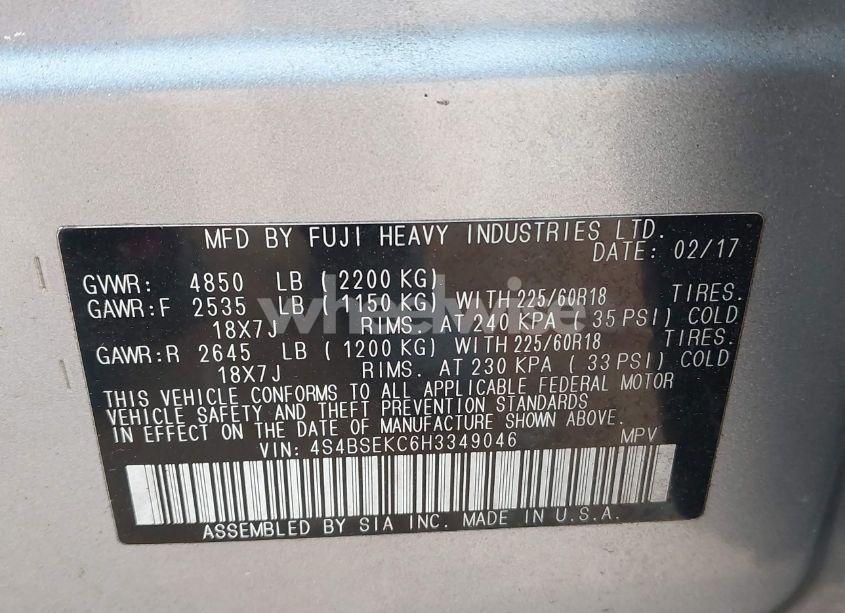 MFD BY FUJI HEAVY INDUSTRIES LTD.
DATE: 02/17
GVWR: 4850 LB (2200 KG)
GAWR:F 2535 LB (1150 KG) WITH 225/60R18 TIRES.
18X7J RIMS. AT 240 KPA ( 35 PSI) COLD
GAWR:R 2645 LB ( 1200 KG) WITH 225/60R18 TIRES.
18X7J RIMS. AT 230 KPA ( 33 PSI) COLD
THIS VEHICLE CONFORMS TO ALL APPLICABLE FEDERAL MOTOR
VEHICLE SAFETY AND THEFT PREVENTION STANDARDS
IN EFFECT ON THE DATE OF MANUFACTURE SHOWN ABOVE.
VIN: 4S4BSEKC6H3349046 MPV
ASSEMBLED BY SIA INC. MADE IN U.S.A.
wheelwise